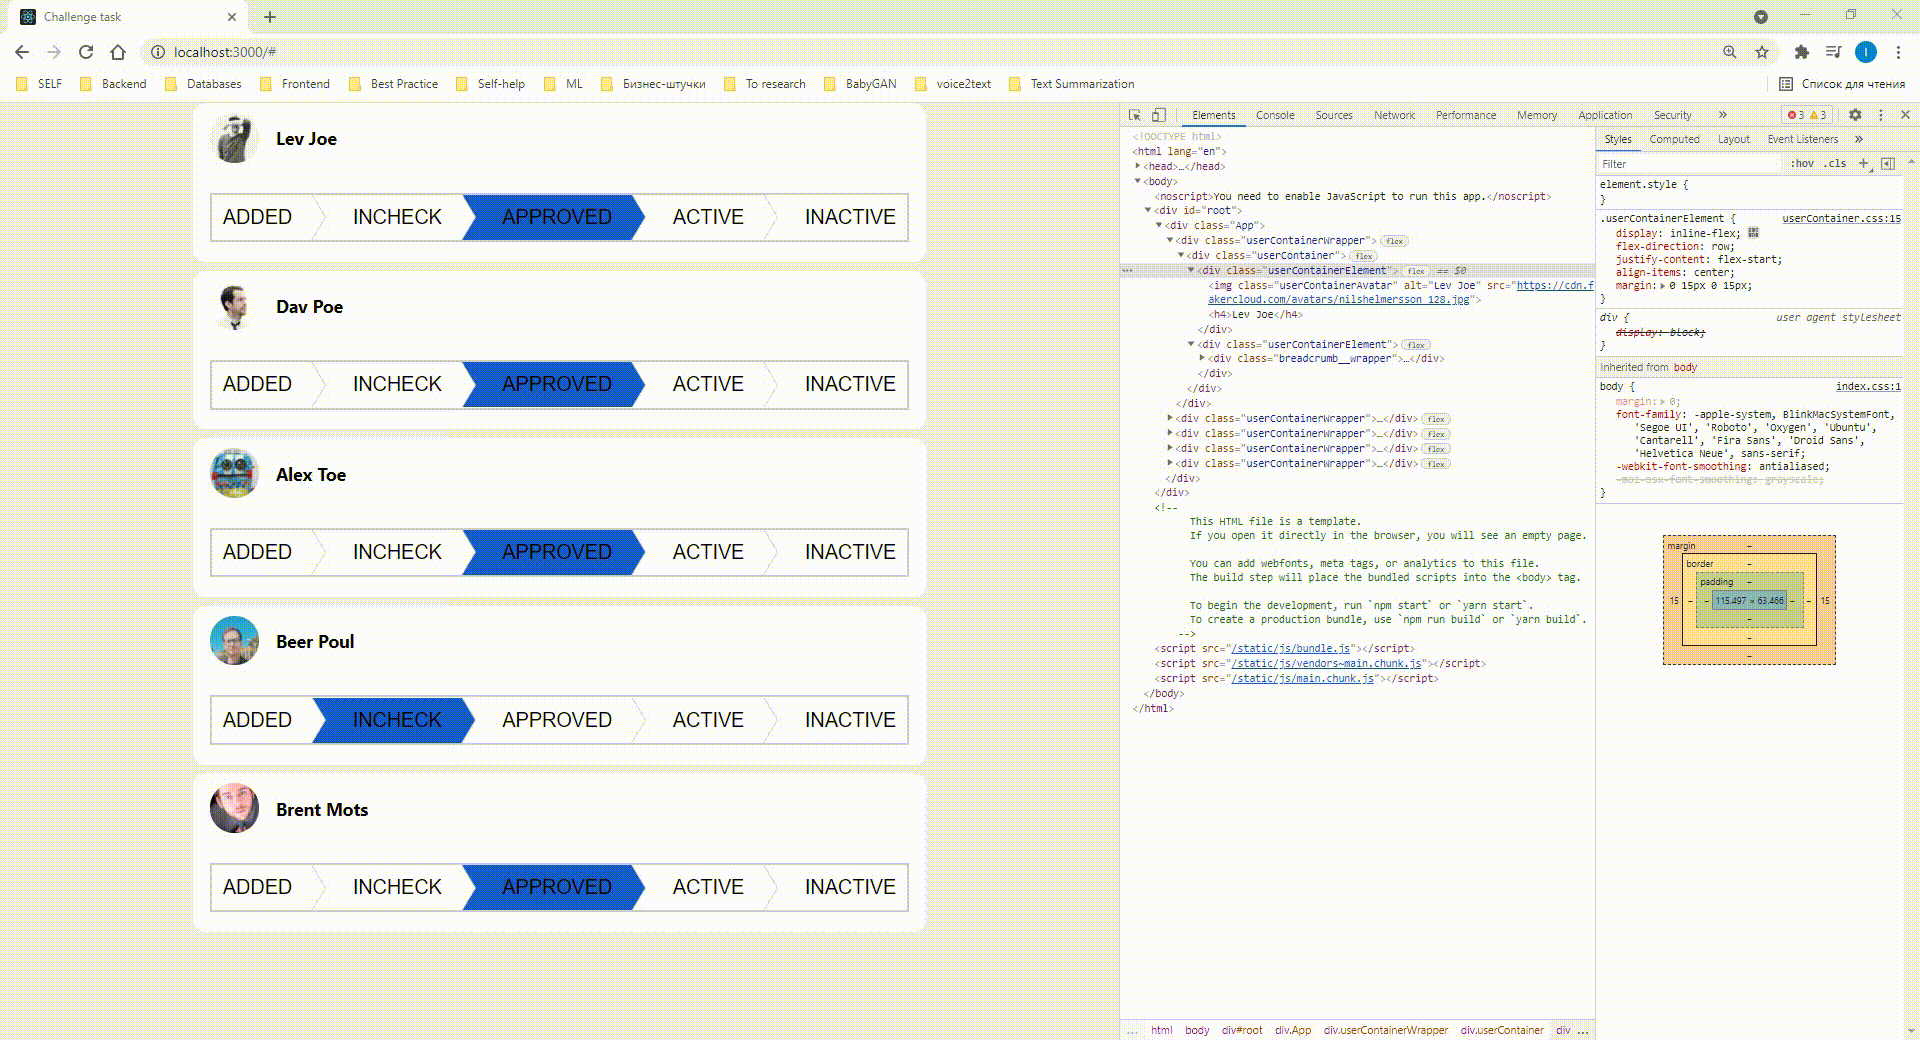 Challenge task
localhost:3000/#
SELF Backend Databases Frontend Best Practice Self-help ML Бизнес-штучки To research BabyGAN voice2text Text Summarization Список для чтения
Lev Joe
ADDED INCHECK APPROVED ACTIVE INACTIVE
Dav Poe
ADDED INCHECK APPROVED ACTIVE INACTIVE
Alex Toe
ADDED INCHECK APPROVED ACTIVE INACTIVE
Beer Poul
ADDED INCHECK APPROVED ACTIVE INACTIVE
Brent Mots
ADDED INCHECK APPROVED ACTIVE INACTIVE
Elements Console Sources Network Performance Memory Application Security » 3 3
<!DOCTYPE html>
<html lang="en">
<head>…</head>
<body>
<noscript>You need to enable JavaScript to run this app.</noscript>
<div id="root">
<div class="App">
<div class="userContainerWrapper"> flex
<div class="userContainer"> flex
<div class="userContainerElement"> flex == $0
<img class="userContainerAvatar" alt="Lev Joe" src="https://cdn.f
akercloud.com/avatars/nilshelmersson_128.jpg">
<h4>Lev Joe</h4>
</div>
<div class="userContainerElement"> flex
<div class="breadcrumb__wrapper">…</div>
</div>
</div>
</div>
<div class="userContainerWrapper">…</div> flex
<div class="userContainerWrapper">…</div> flex
<div class="userContainerWrapper">…</div> flex
<div class="userContainerWrapper">…</div> flex
</div>
</div>
<!--
This HTML file is a template.
If you open it directly in the browser, you will see an empty page.
You can add webfonts, meta tags, or analytics to this file.
The build step will place the bundled scripts into the <body> tag.
To begin the development, run `npm start` or `yarn start`.
To create a production bundle, use `npm run build` or `yarn build`.
-->
<script src="/static/js/bundle.js"></script>
<script src="/static/js/vendors~main.chunk.js"></script>
<script src="/static/js/main.chunk.js"></script>
</body>
</html>
... html body div#root div.App div.userContainerWrapper div.userContainer div ...
Styles Computed Layout Event Listeners »
Filter :hov .cls +
element.style {
}
.userContainerElement { userContainer.css:15
display: inline-flex;
flex-direction: row;
justify-content: flex-start;
align-items: center;
margin: 0 15px 0 15px;
}
div { user agent stylesheet
display: block;
}
Inherited from body
body { index.css:1
margin: 0;
font-family: -apple-system, BlinkMacSystemFont,
'Segoe UI', 'Roboto', 'Oxygen', 'Ubuntu',
'Cantarell', 'Fira Sans', 'Droid Sans',
'Helvetica Neue', sans-serif;
-webkit-font-smoothing: antialiased;
-moz-osx-font-smoothing: grayscale;
}
margin –
border –
padding –
15 – – 115.497 × 63.466 – – 15
–
–
–